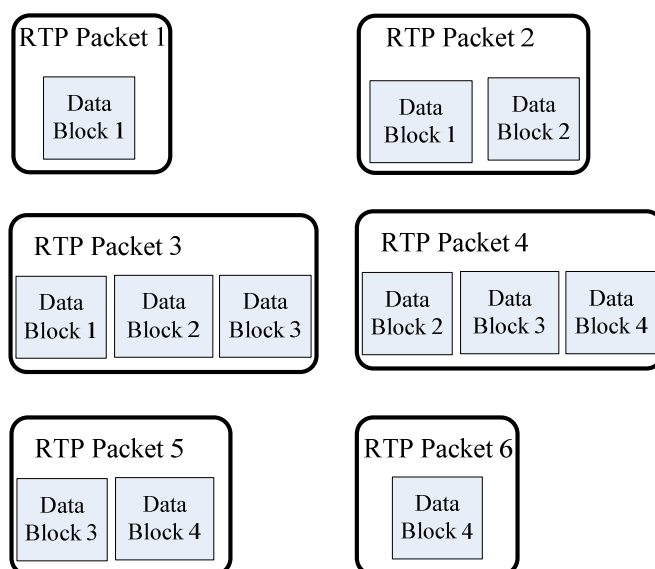 RTP Packet 1
Data
Block 1
RTP Packet 2
Data
Block 1
Data
Block 2
RTP Packet 3
Data
Block 1
Data
Block 2
Data
Block 3
RTP Packet 4
Data
Block 2
Data
Block 3
Data
Block 4
RTP Packet 5
Data
Block 3
Data
Block 4
RTP Packet 6
Data
Block 4